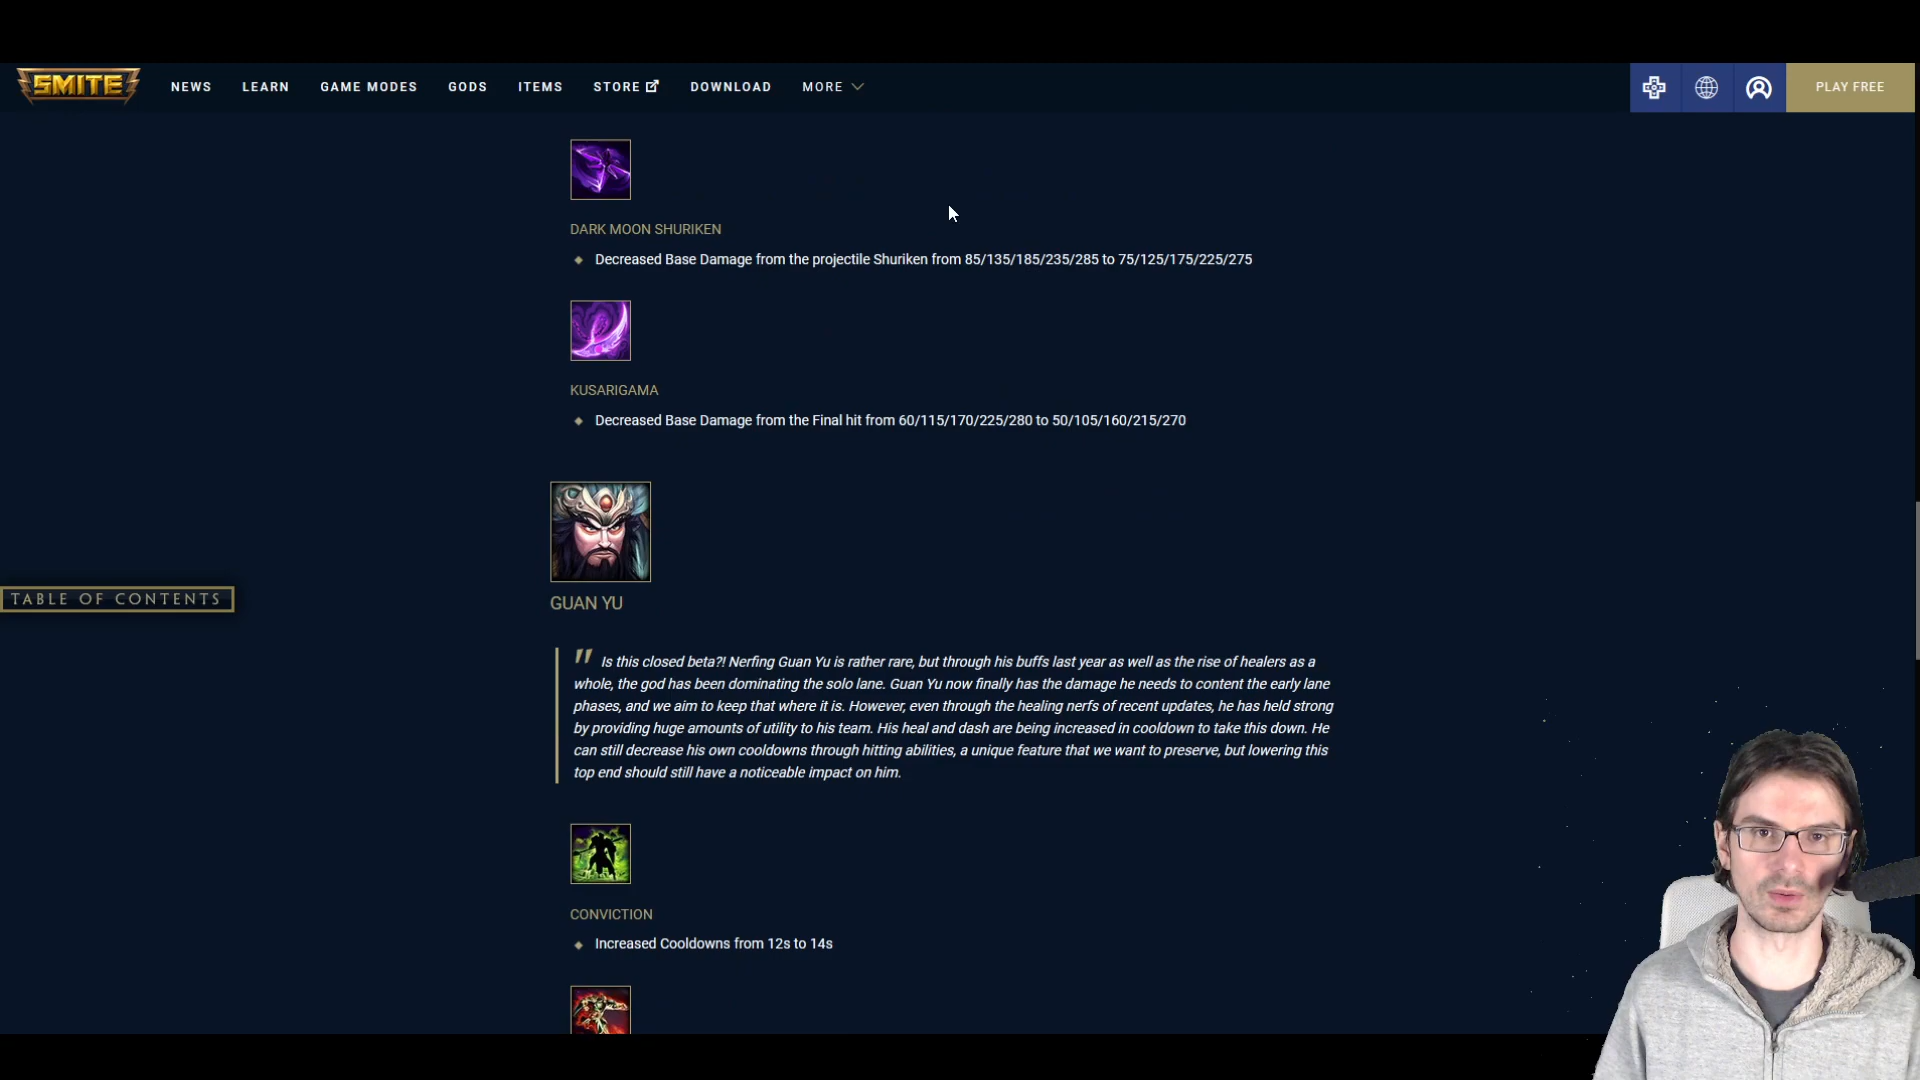 SMITE
NEWS LEARN GAME MODES GODS ITEMS STORE DOWNLOAD MORE
PLAY FREE
DARK MOON SHURIKEN
Decreased Base Damage from the projectile Shuriken from 85/135/185/235/285 to 75/125/175/225/275
KUSARIGAMA
Decreased Base Damage from the Final hit from 60/115/170/225/280 to 50/105/160/215/270
TABLE OF CONTENTS
GUAN YU
" Is this closed beta?! Nerfing Guan Yu is rather rare, but through his buffs last year as well as the rise of healers as a
whole, the god has been dominating the solo lane. Guan Yu now finally has the damage he needs to content the early lane
phases, and we aim to keep that where it is. However, even through the healing nerfs of recent updates, he has held strong
by providing huge amounts of utility to his team. His heal and dash are being increased in cooldown to take this down. He
can still decrease his own cooldowns through hitting abilities, a unique feature that we want to preserve, but lowering this
top end should still have a noticeable impact on him.
CONVICTION
Increased Cooldowns from 12s to 14s